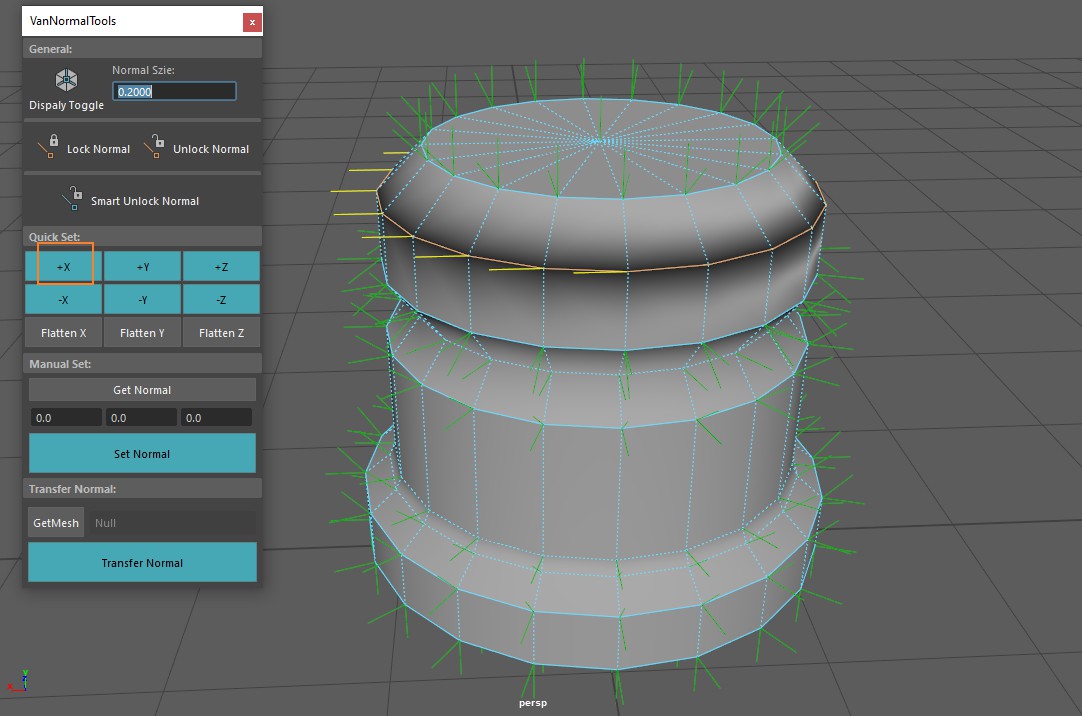 VanNormalTools
x
General:
Normal Szie:
0.2000
Dispaly Toggle
Lock Normal
Unlock Normal
Smart Unlock Normal
Quick Set:
+X +Y +Z
-X -Y -Z
Flatten X Flatten Y Flatten Z
Manual Set:
Get Normal
0.0 0.0 0.0
Set Normal
Transfer Normal:
GetMesh Null
Transfer Normal
persp